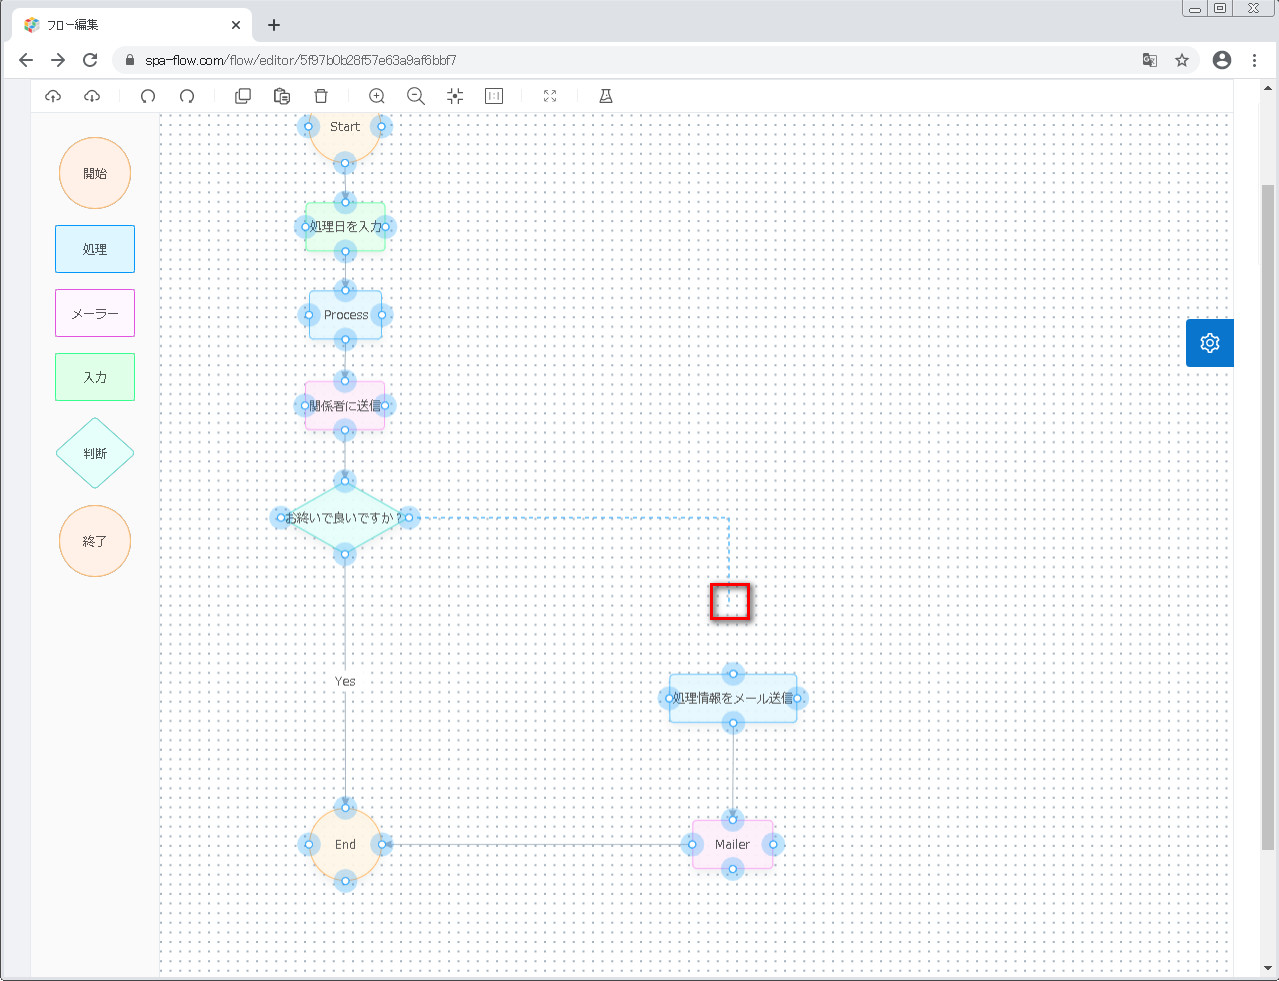 フロー編集
spa-flow.com/flow/editor/5f97b0b28f57e63a9af6bbf7
開始
処理
メーラー
入力
判断
終了
Start
処理日を入力
Process
関係者に送信
お終いで良いですか？
Yes
処理情報をメール送信
End
Mailer